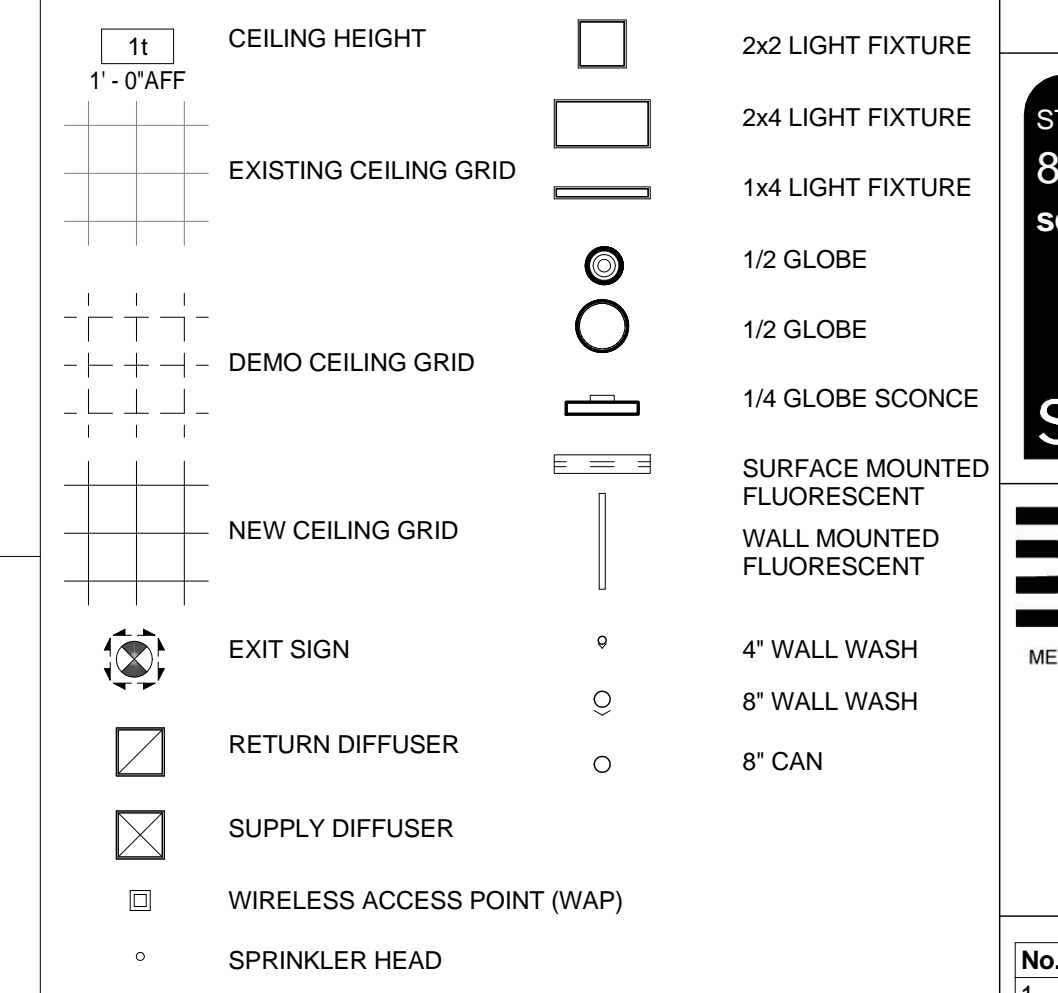 1t
1' - 0"AFF
CEILING HEIGHT
EXISTING CEILING GRID
DEMO CEILING GRID
NEW CEILING GRID
EXIT SIGN
RETURN DIFFUSER
SUPPLY DIFFUSER
WIRELESS ACCESS POINT (WAP)
SPRINKLER HEAD
2x2 LIGHT FIXTURE
2x4 LIGHT FIXTURE
1x4 LIGHT FIXTURE
1/2 GLOBE
1/2 GLOBE
1/4 GLOBE SCONCE
SURFACE MOUNTED
FLUORESCENT
WALL MOUNTED
FLUORESCENT
4" WALL WASH
8" WALL WASH
8" CAN
8
ME
No.
1